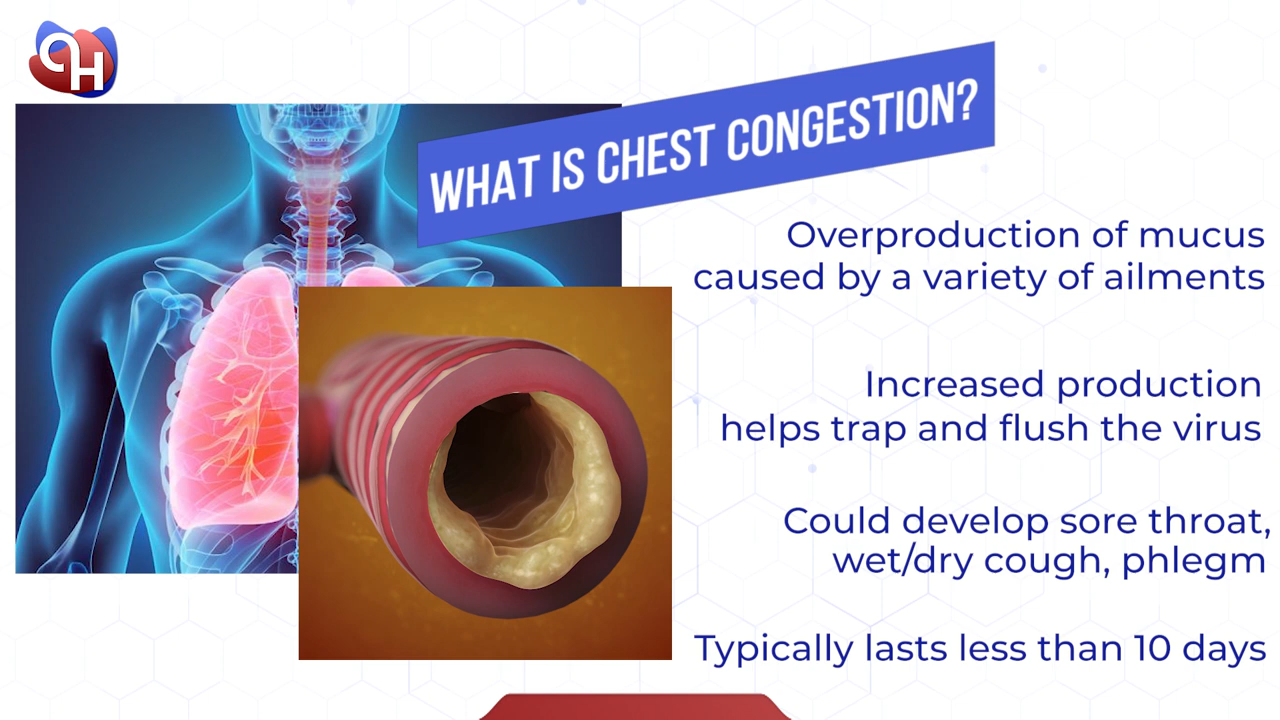 QH
WHAT IS CHEST CONGESTION?
Overproduction of mucus
caused by a variety of ailments
Increased production
helps trap and flush the virus
Could develop sore throat,
wet/dry cough, phlegm
Typically lasts less than 10 days